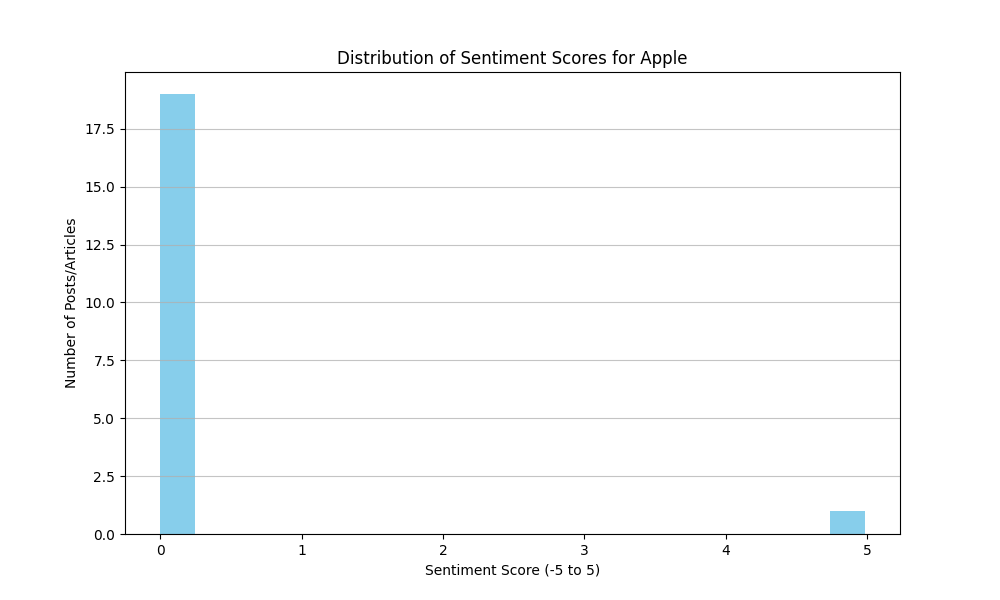 Distribution of Sentiment Scores for Apple
Number of Posts/Articles
17.5
15.0
12.5
10.0
7.5
5.0
2.5
0.0
0 1 2 3 4 5
Sentiment Score (-5 to 5)